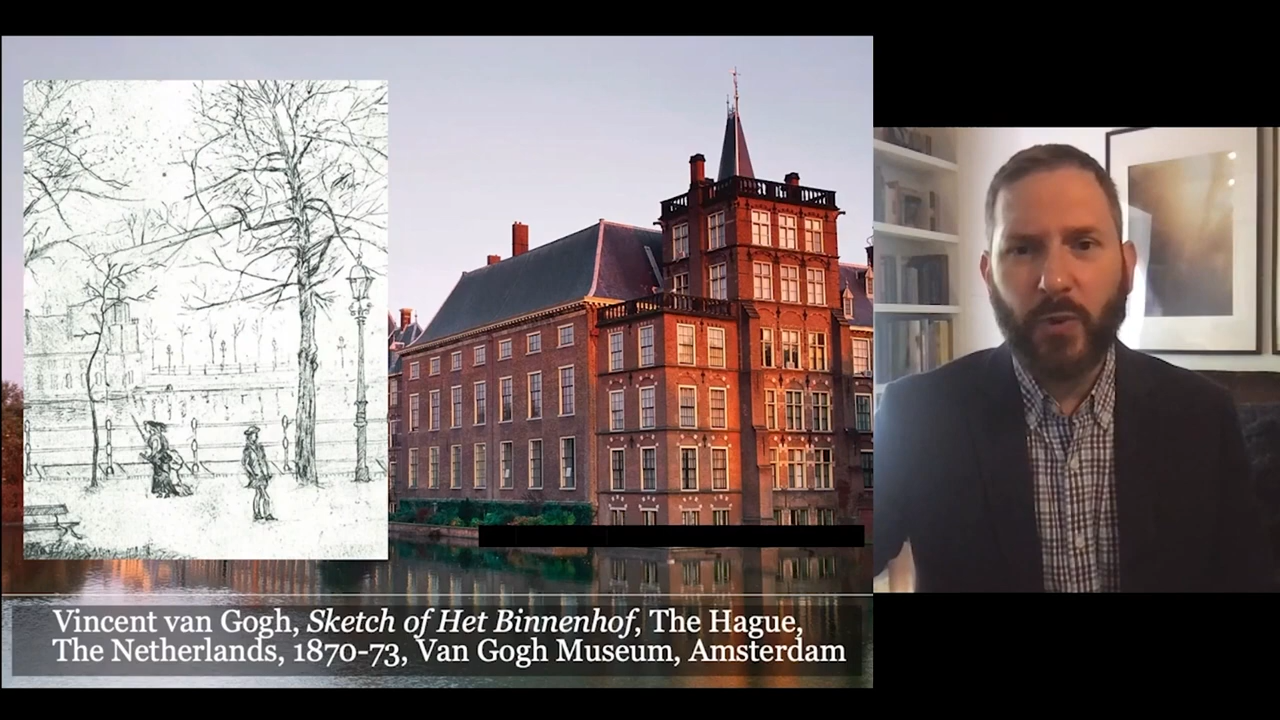 Vincent van Gogh, Sketch of Het Binnenhof, The Hague,
The Netherlands, 1870-73, Van Gogh Museum, Amsterdam